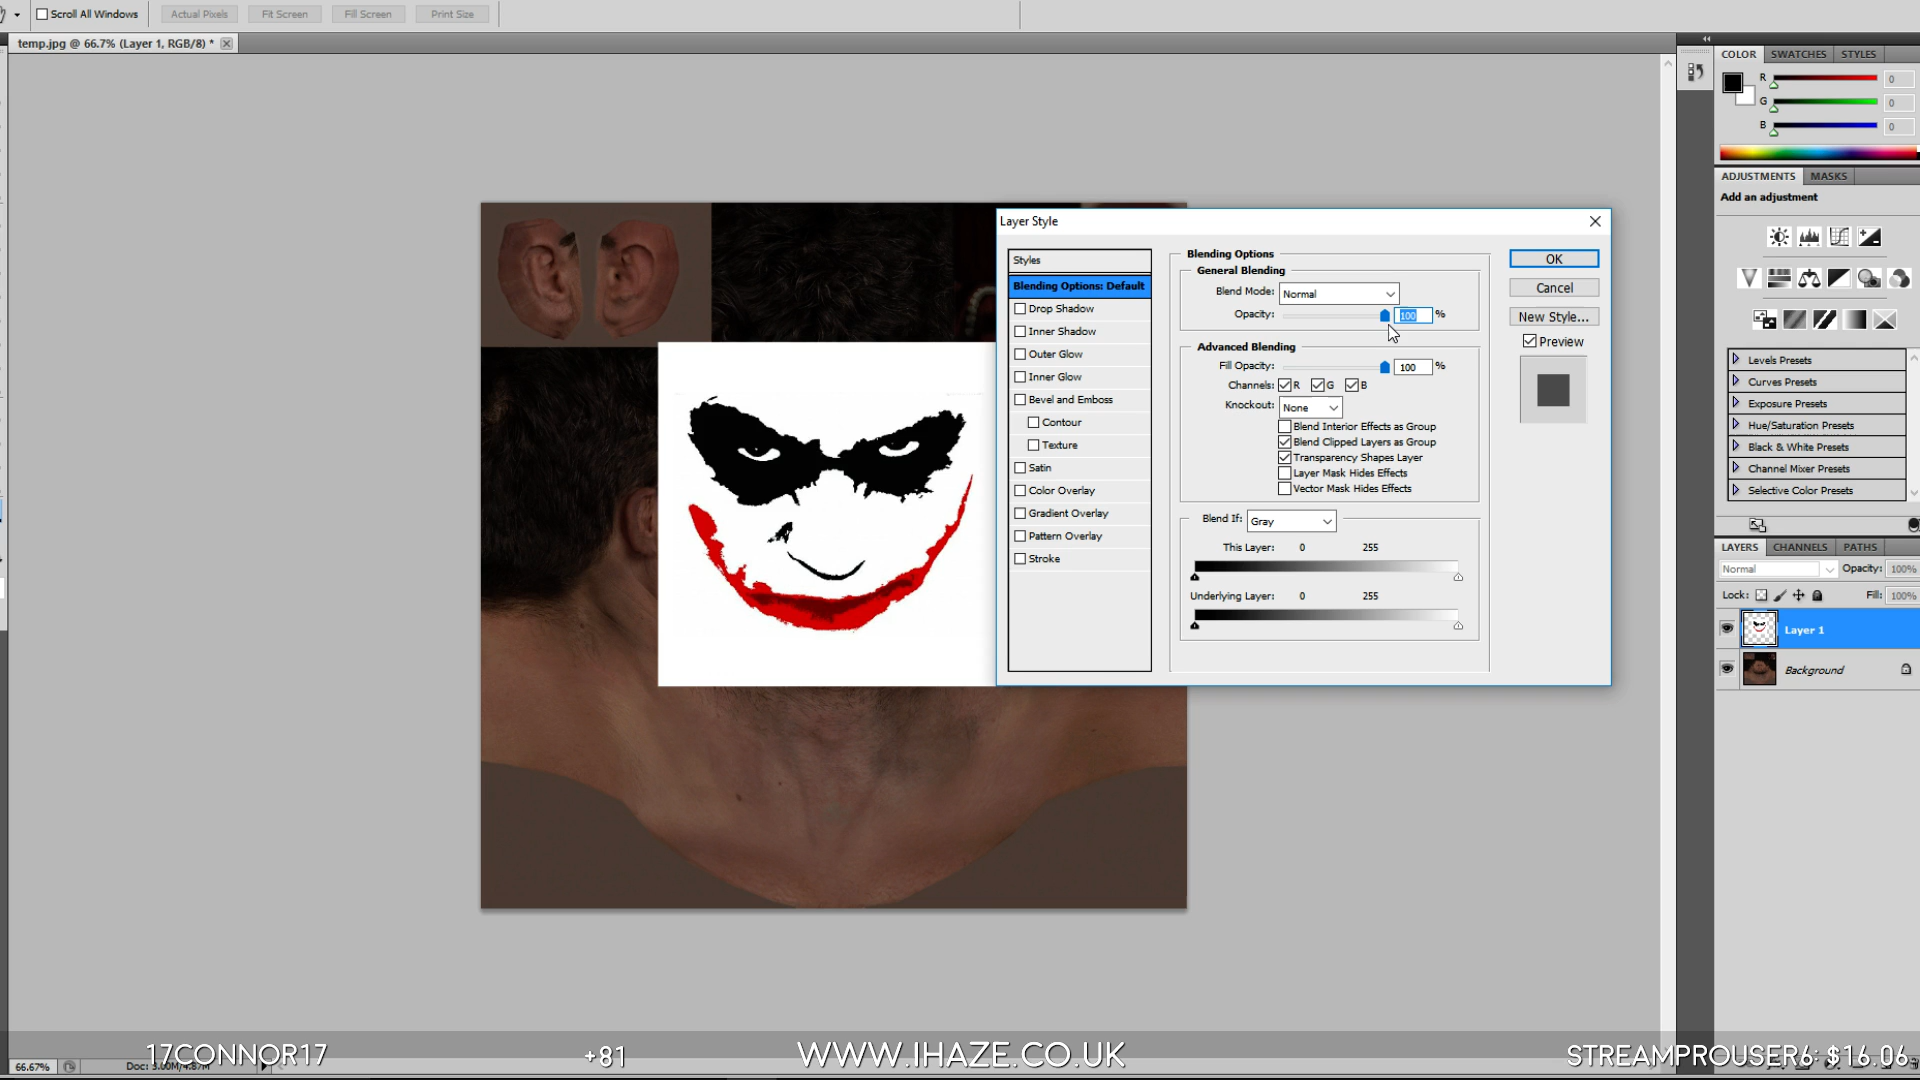 Scroll All Windows
Actual Pixels
Fit Screen
Fill Screen
Print Size
temp.jpg @ 66.7% (Layer 1, RGB/8) *
COLOR
SWATCHES
STYLES
R
0
G
0
B
0
ADJUSTMENTS
MASKS
Add an adjustment
Levels Presets
Curves Presets
Exposure Presets
Hue/Saturation Presets
Black & White Presets
Channel Mixer Presets
Selective Color Presets
LAYERS
CHANNELS
PATHS
Normal
Opacity: 100%
Lock:
Fill: 100%
Layer 1
Background
Layer Style
Styles
Blending Options: Default
Drop Shadow
Inner Shadow
Outer Glow
Inner Glow
Bevel and Emboss
Contour
Texture
Satin
Color Overlay
Gradient Overlay
Pattern Overlay
Stroke
Blending Options
General Blending
Blend Mode: Normal
Opacity: 100 %
Advanced Blending
Fill Opacity: 100 %
Channels: R G B
Knockout: None
Blend Interior Effects as Group
Blend Clipped Layers as Group
Transparency Shapes Layer
Layer Mask Hides Effects
Vector Mask Hides Effects
Blend If: Gray
This Layer: 0 255
Underlying Layer: 0 255
OK
Cancel
New Style...
Preview
66.67%
17CONNOR17
+81
WWW.IHAZE.CO.UK
STREAMPROUSER6: $16.06